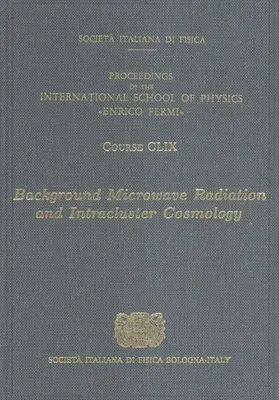 SOCIETÀ ITALIANA DI FISICA
PROCEEDINGS
OF THE
INTERNATIONAL SCHOOL OF PHYSICS
«ENRICO FERMI»
COURSE CLIX
Background Microwave Radiation
and Intracluster Cosmology
SOCIETÀ ITALIANA DI FISICA BOLOGNA-ITALY